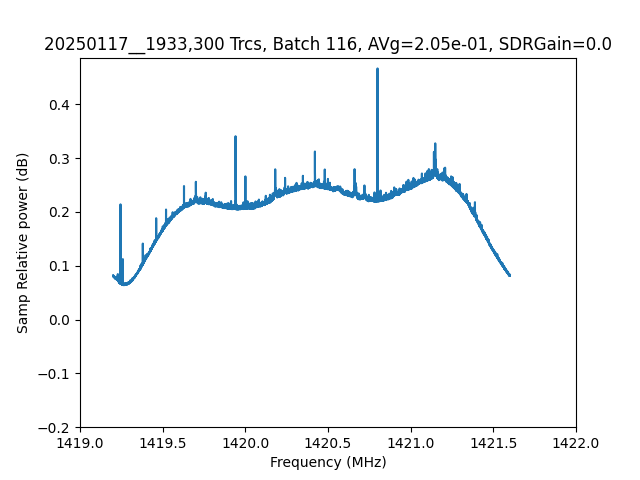 20250117__1933,300 Trcs, Batch 116, AVg=2.05e-01, SDRGain=0.0
Samp Relative power (dB)
0.4
0.3
0.2
0.1
0.0
−0.1
−0.2
1419.0 1419.5 1420.0 1420.5 1421.0 1421.5 1422.0
Frequency (MHz)